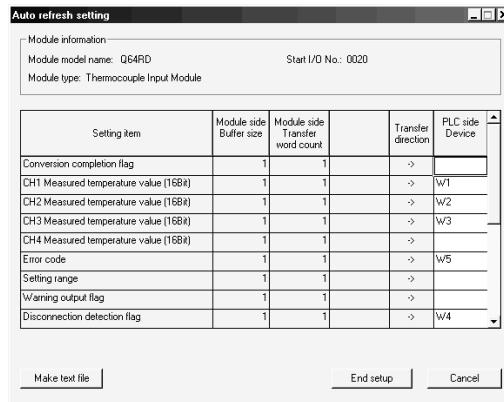 Auto refresh setting
Module information
Module model name: Q64RD Start I/O No.: 0020
Module type: Thermocouple Input Module
Setting item Module side Buffer size Module side Transfer word count Transfer direction PLC side Device
Conversion completion flag 1 1 ->
CH1 Measured temperature value (16Bit) 1 1 -> W1
CH2 Measured temperature value (16Bit) 1 1 -> W2
CH3 Measured temperature value (16Bit) 1 1 -> W3
CH4 Measured temperature value (16Bit) 1 1 ->
Error code 1 1 -> W5
Setting range 1 1 ->
Warning output flag 1 1 ->
Disconnection detection flag 1 1 -> W4
Make text file End setup Cancel